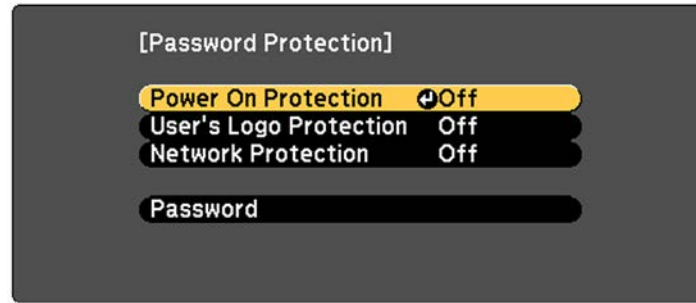 [Password Protection]
Power On Protection Off
User's Logo Protection Off
Network Protection Off
Password